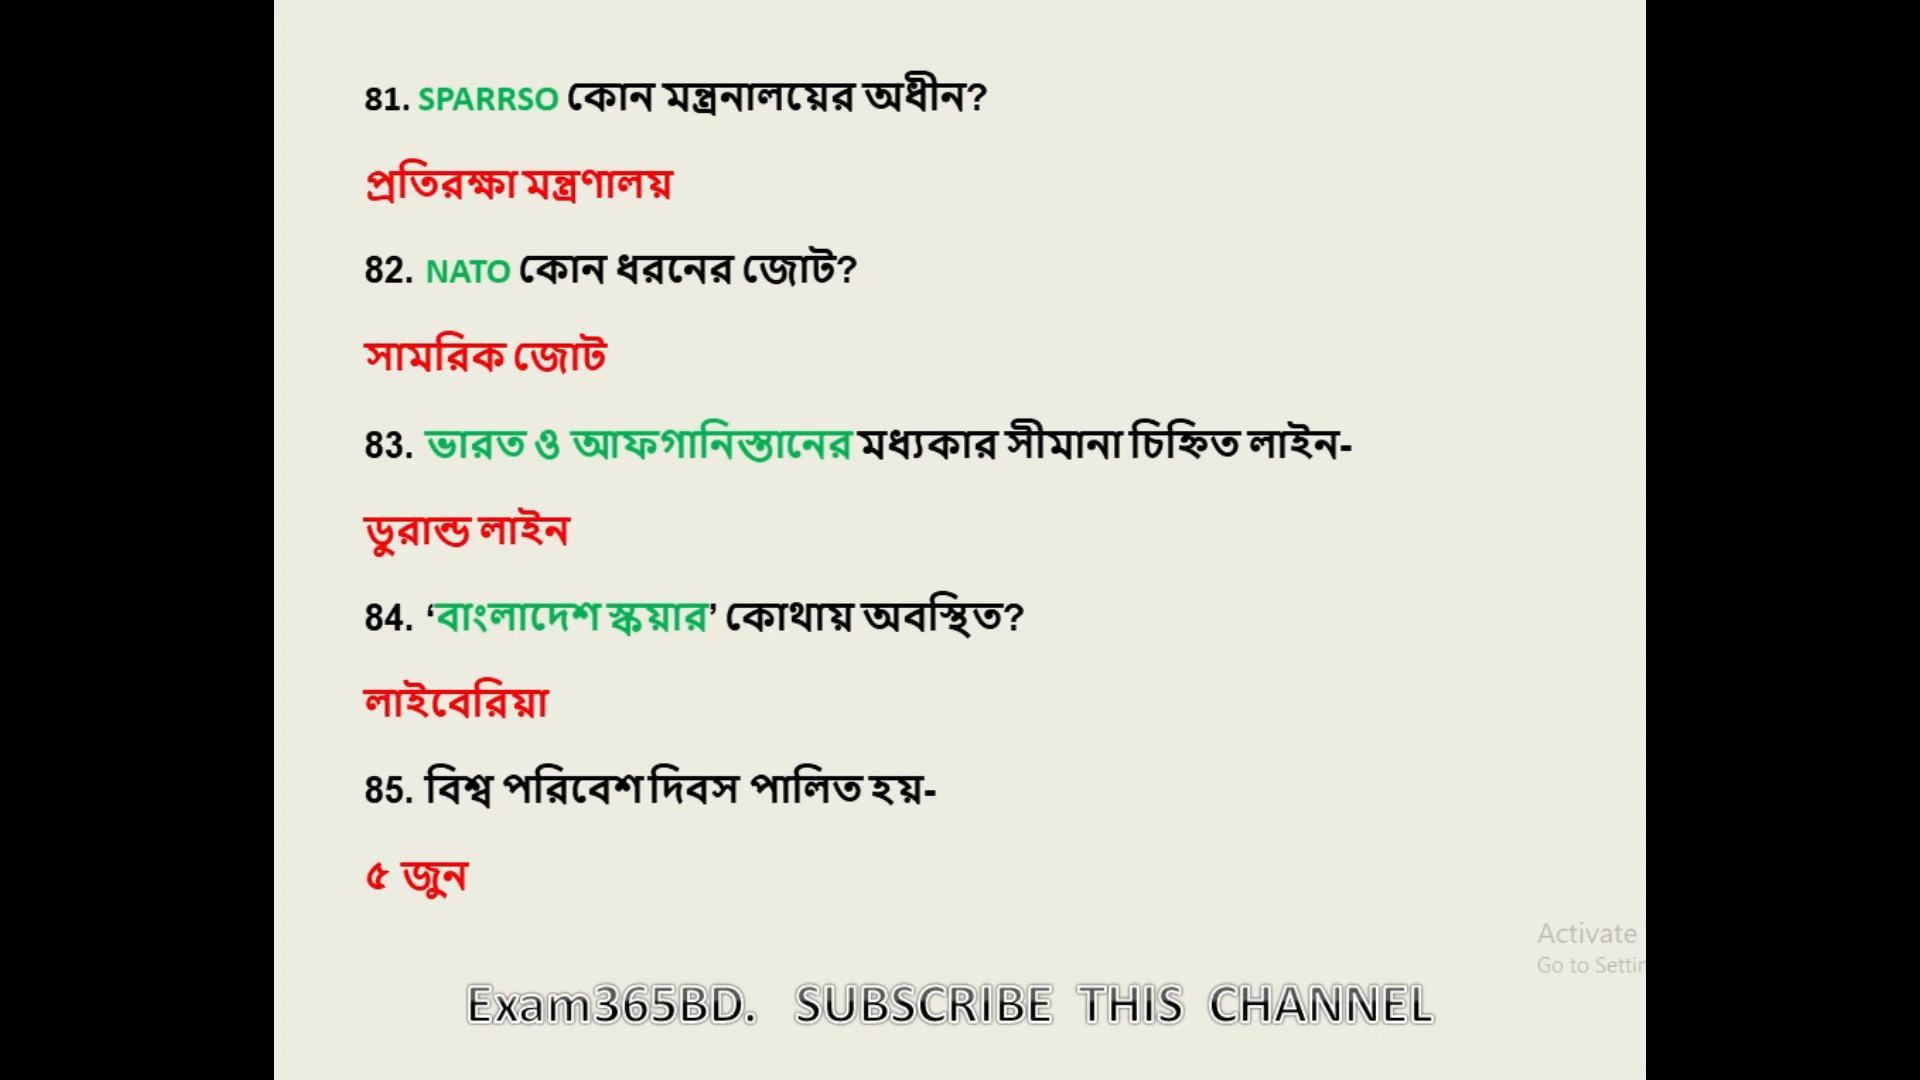 81. SPARRSO কোন মন্ত্রনালয়ের অধীন?
প্রতিরক্ষা মন্ত্রণালয়
82. NATO কোন ধরনের জোট?
সামরিক জোট
83. ভারত ও আফগানিস্তানের মধ্যকার সীমানা চিহ্নিত লাইন-
ডুরান্ড লাইন
84. ‘বাংলাদেশ স্কয়ার’ কোথায় অবস্থিত?
লাইবেরিয়া
85. বিশ্ব পরিবেশ দিবস পালিত হয়-
৫ জুন
Activate
Go to Settin
Exam365BD. SUBSCRIBE THIS CHANNEL